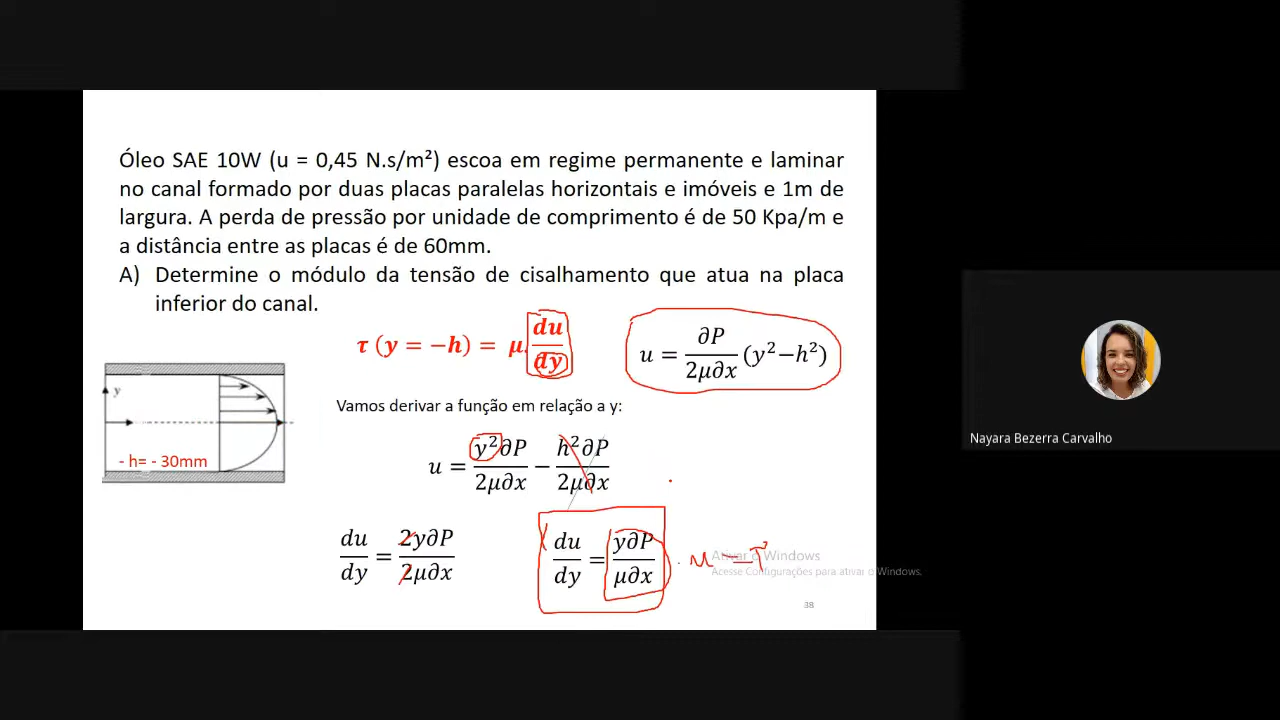 Óleo SAE 10W (u = 0,45 N.s/m²) escoa em regime permanente e laminar
no canal formado por duas placas paralelas horizontais e imóveis e 1m de
largura. A perda de pressão por unidade de comprimento é de 50 Kpa/m e
a distância entre as placas é de 60mm.
A) Determine o módulo da tensão de cisalhamento que atua na placa
inferior do canal.
τ (y = −h) = μ. du/dy
u = ∂P/2μ∂x (y²−h²)
y
- h= - 30mm
Vamos derivar a função em relação a y:
u = y²∂P/2μ∂x − h²∂P/2μ∂x
du/dy = 2y∂P/2μ∂x
du/dy = y∂P/μ∂x . μ = τ
Ativar o Windows
Acesse Configurações para ativar o Windows.
38
Nayara Bezerra Carvalho